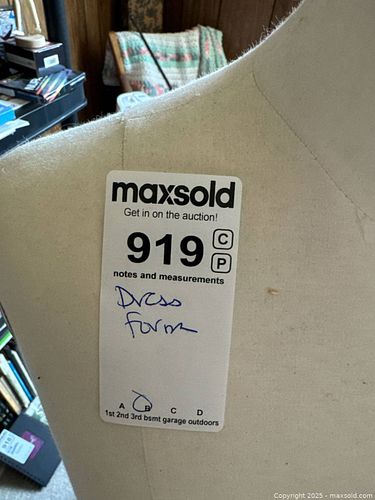 maxsold
Get in on the auction!
919 C
P
notes and measurements
Dress
form
A B C D
1st 2nd 3rd bsmt garage outdoors
Copyright 2025 - maxsold.com